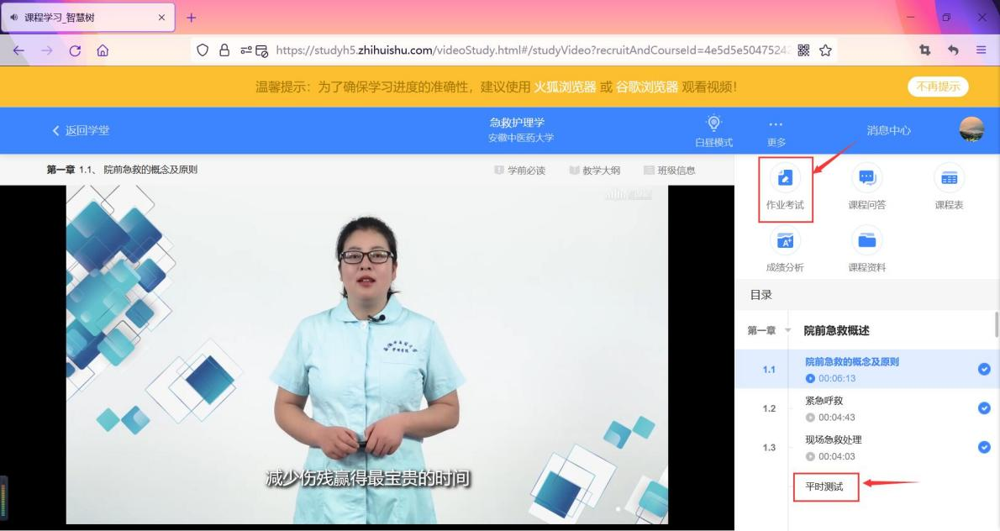 课程学习_智慧树
https://studyh5.zhihuishu.com/videoStudy.html#/studyVideo?recruitAndCourseId=4e5d5e5047524
温馨提示：为了确保学习进度的准确性，建议使用 火狐浏览器 或 谷歌浏览器 观看视频！
不再提示
返回学堂
急救护理学
安徽中医药大学
白昼模式
更多
消息中心
第一章 1.1、 院前急救的概念及原则
学前必读
教学大纲
班级信息
作业考试
课程问答
课程表
成绩分析
课程资料
目录
第一章
院前急救概述
1.1
院前急救的概念及原则
00:06:13
1.2
紧急呼救
00:04:43
1.3
现场急救处理
00:04:03
平时测试
减少伤残赢得最宝贵的时间